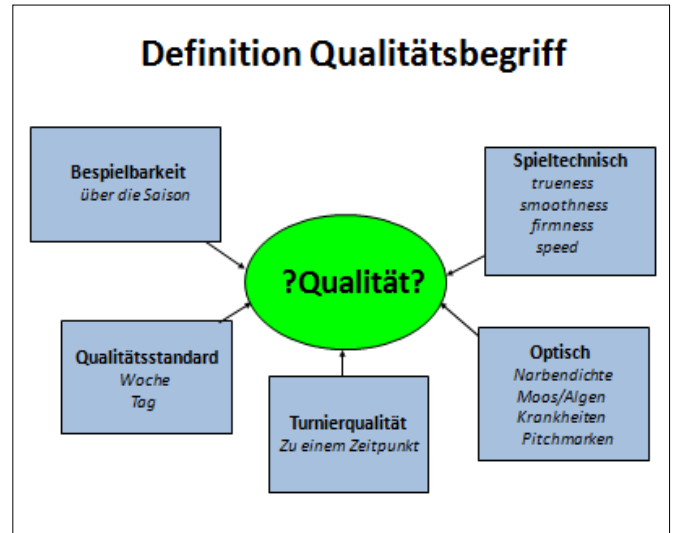 Definition Qualitätsbegriff
Bespielbarkeit
über die Saison
Spieltechnisch
trueness
smoothness
firmness
speed
?Qualität?
Qualitätsstandard
Woche
Tag
Turnierqualität
Zu einem Zeitpunkt
Optisch
Narbendichte
Moos/Algen
Krankheiten
Pitchmarken